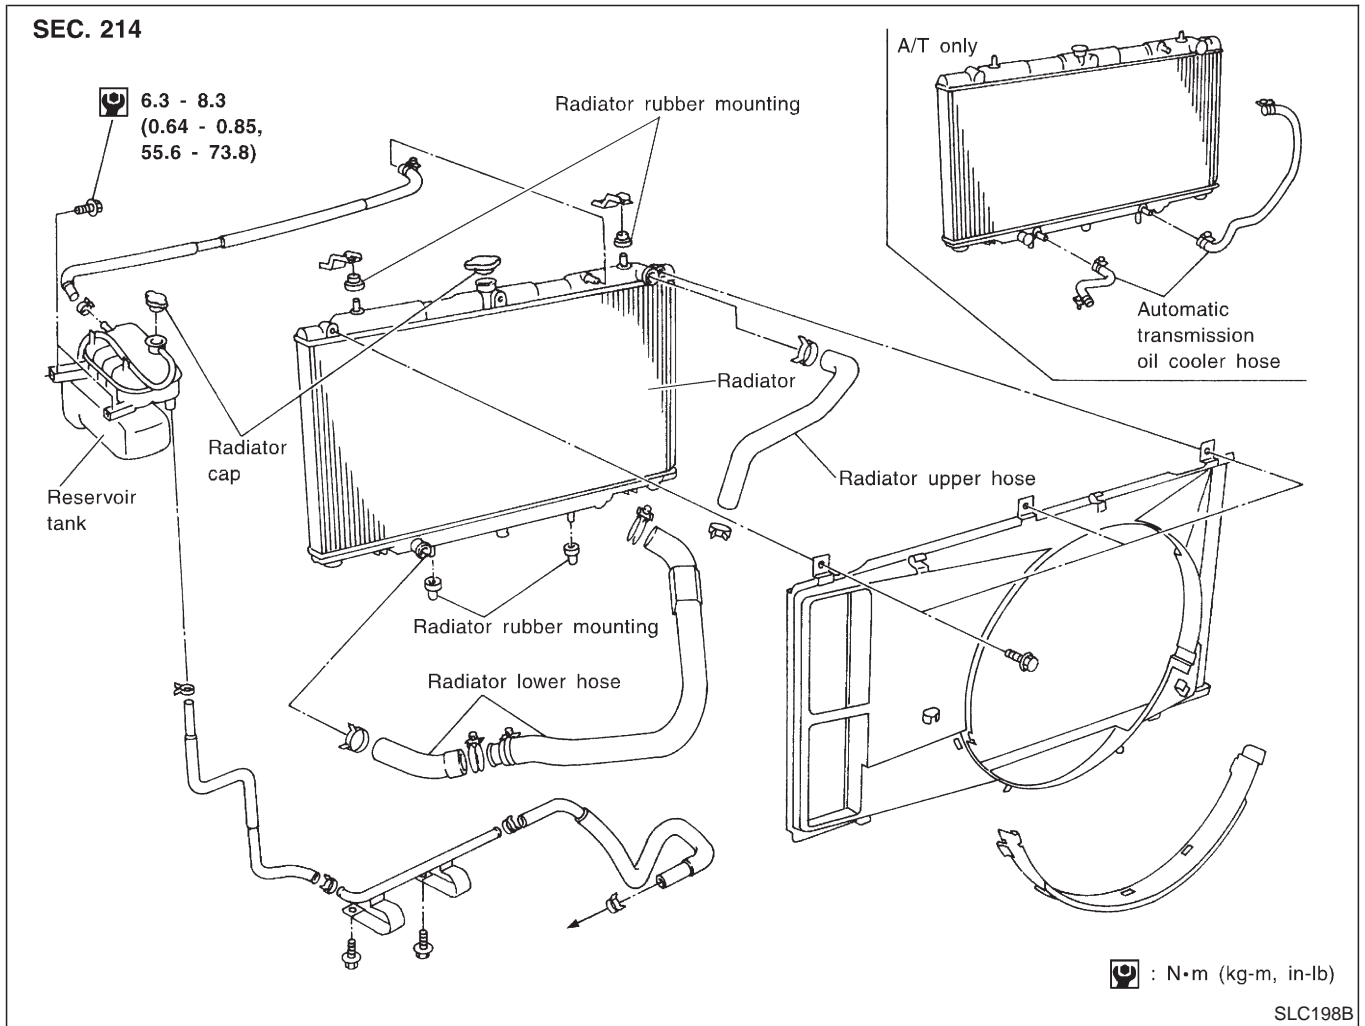 SEC. 214
6.3 - 8.3
(0.64 - 0.85,
55.6 - 73.8)
Radiator rubber mounting
A/T only
Automatic
transmission
oil cooler hose
Radiator
Radiator
cap
Radiator upper hose
Reservoir
tank
Radiator rubber mounting
Radiator lower hose
: N•m (kg-m, in-lb)
SLC198B